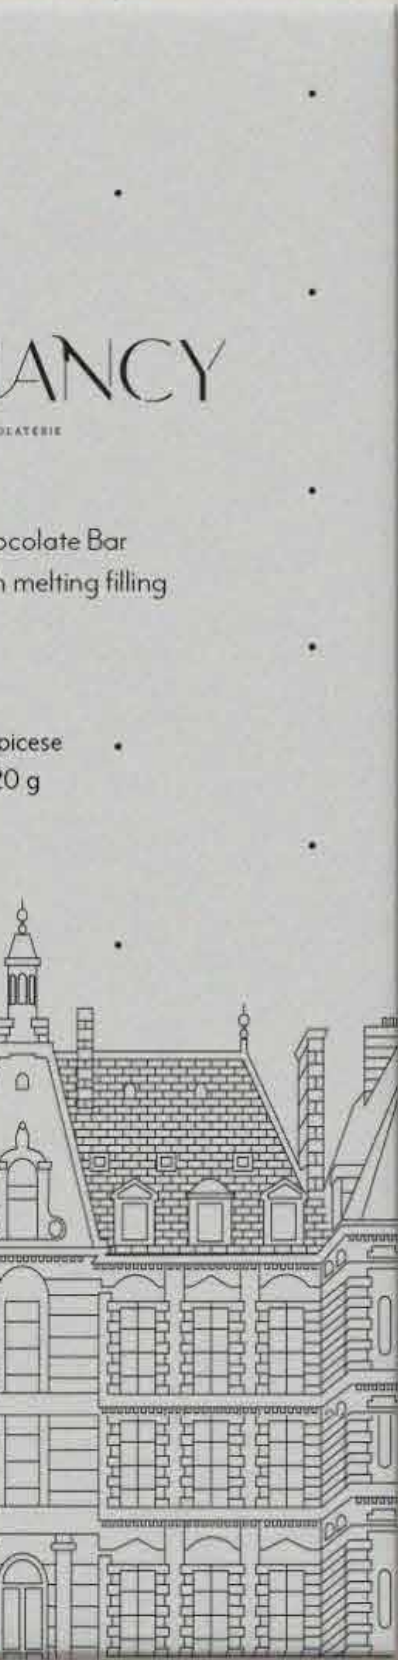 ANCY
OLATERIE
ocolate Bar
melting filling
picese
20 g